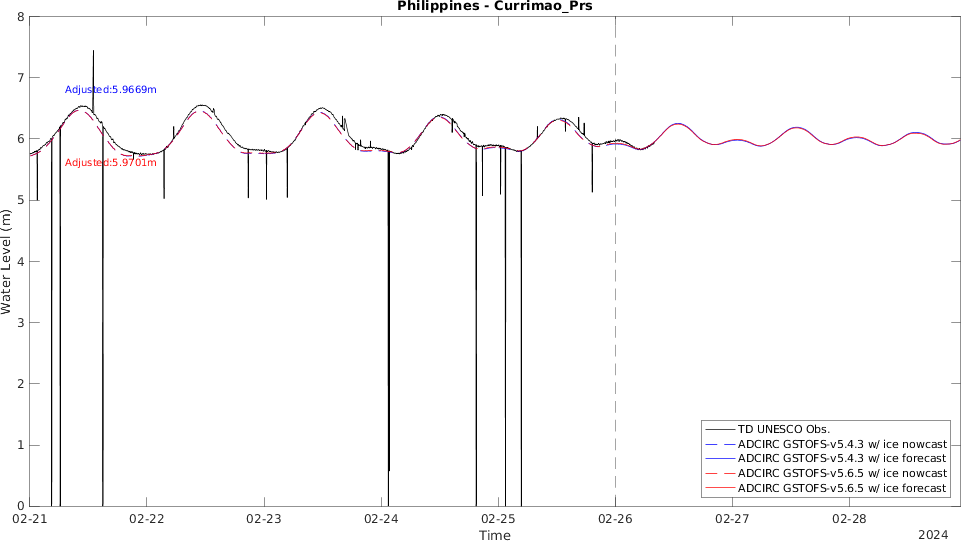 Philippines - Currimao_Prs
8
7
6
5
4
3
2
1
0
Water Level (m)
Adjusted:5.9669m
Adjusted:5.9701m
TD UNESCO Obs.
ADCIRC GSTOFS-v5.4.3 w/ ice nowcast
ADCIRC GSTOFS-v5.4.3 w/ ice forecast
ADCIRC GSTOFS-v5.6.5 w/ ice nowcast
ADCIRC GSTOFS-v5.6.5 w/ ice forecast
02-21 02-22 02-23 02-24 02-25 02-26 02-27 02-28
Time
2024